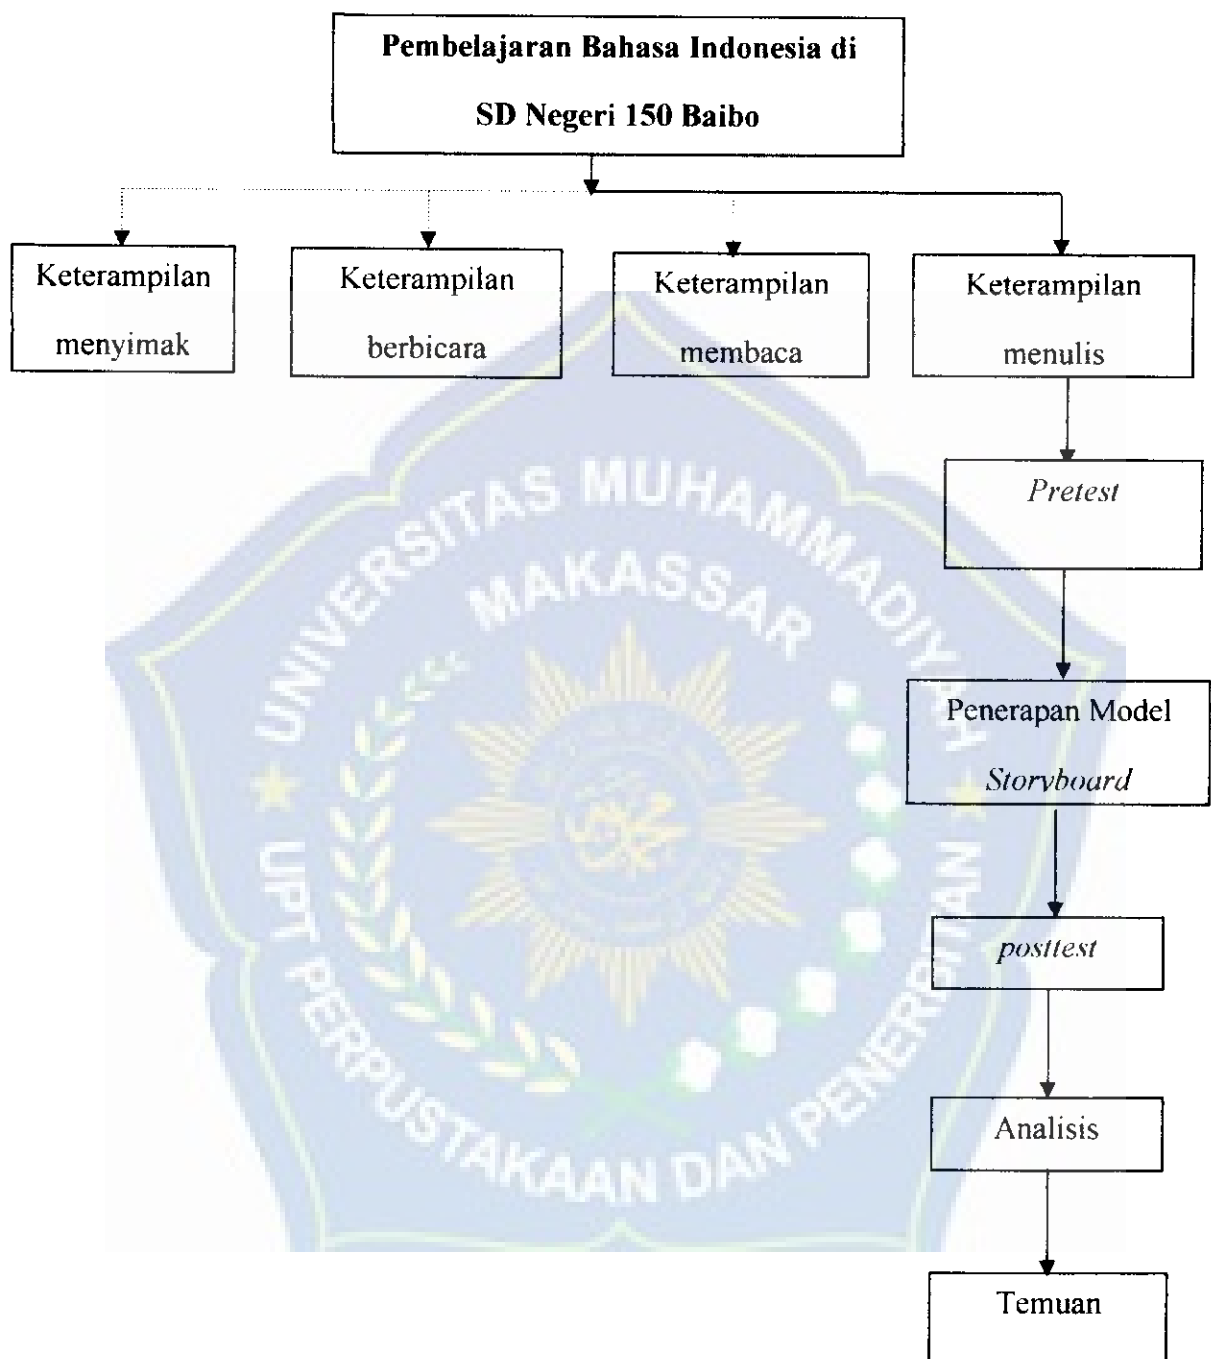 Pembelajaran Bahasa Indonesia di
SD Negeri 150 Baibo
Keterampilan
menyimak
Keterampilan
berbicara
Keterampilan
membaca
Keterampilan
menulis
Pretest
Penerapan Model
Storyboard
posttest
Analisis
Temuan
UNIVERSITAS MUHAMMADIYAH
MAKASSAR
UPT PERPUSTAKAAN DAN PENERBITAN